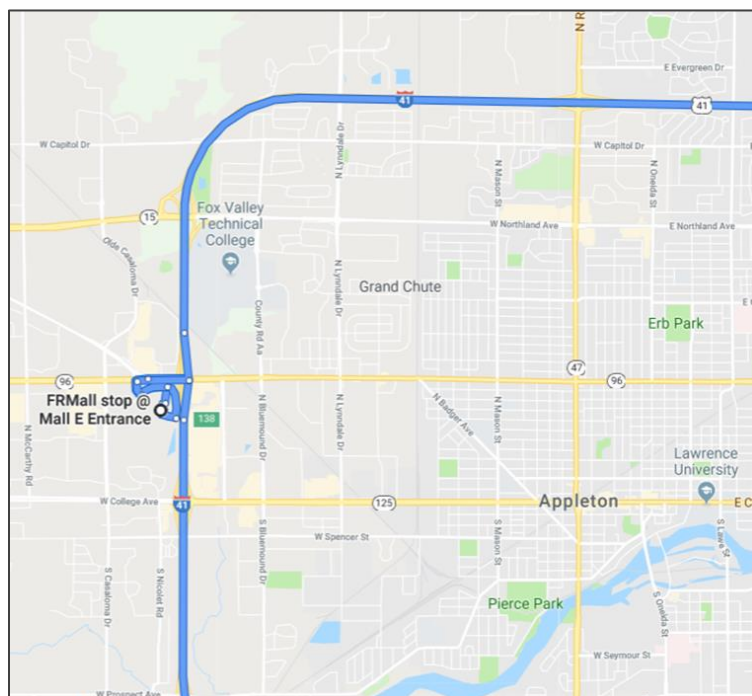 N R
E Evergreen Dr
41
41
W Capitol Dr
N Lynndale Dr
W Capitol Dr
N Mason St
N Oneida St
15
Fox Valley
Technical
College
W Northland Ave
E Northland Ave
Olde Casaloma Dr
Grand Chute
N Lynndale Dr
County Rd Aa
Erb Park
E C
47
96
96
FRMall stop @
Mall E Entrance
138
N McCarthy Rd
N Bluemound Dr
N Lynndale Dr
N Badger Ave
N Mason St
Lawrence
University
W College Ave
41
125
Appleton
E C
S Casaloma Dr
S Nicolet Rd
S Bluemound Dr
W Spencer St
S Mason St
S Lawe St
Pierce Park
S Oneida St
W Seymour St
W Prospect Ave